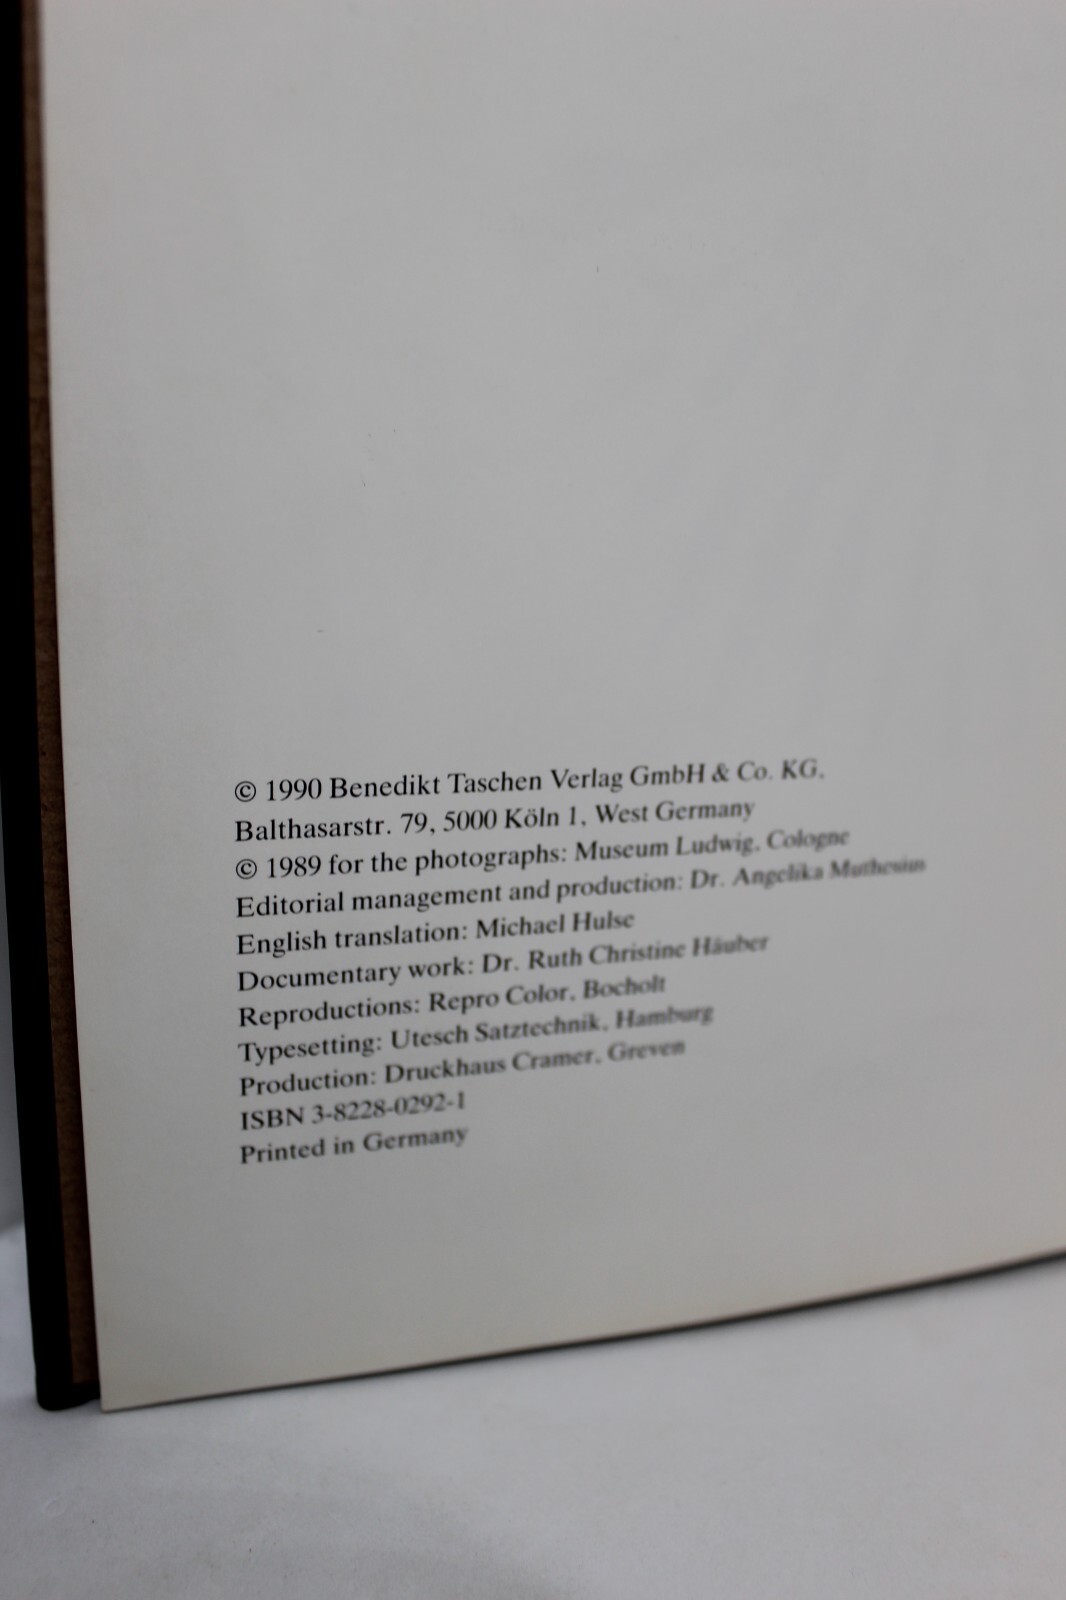 © 1990 Benedikt Taschen Verlag GmbH & Co. KG,
Balthasarstr. 79, 5000 Köln 1, West Germany
© 1989 for the photographs: Museum Ludwig, Cologne
Editorial management and production: Dr. Angelika Muthesius
English translation: Michael Hulse
Documentary work: Dr. Ruth Christine Häuber
Reproductions: Repro Color, Bocholt
Typesetting: Utesch Satztechnik, Hamburg
Production: Druckhaus Cramer, Greven
ISBN 3-8228-0292-1
Printed in Germany